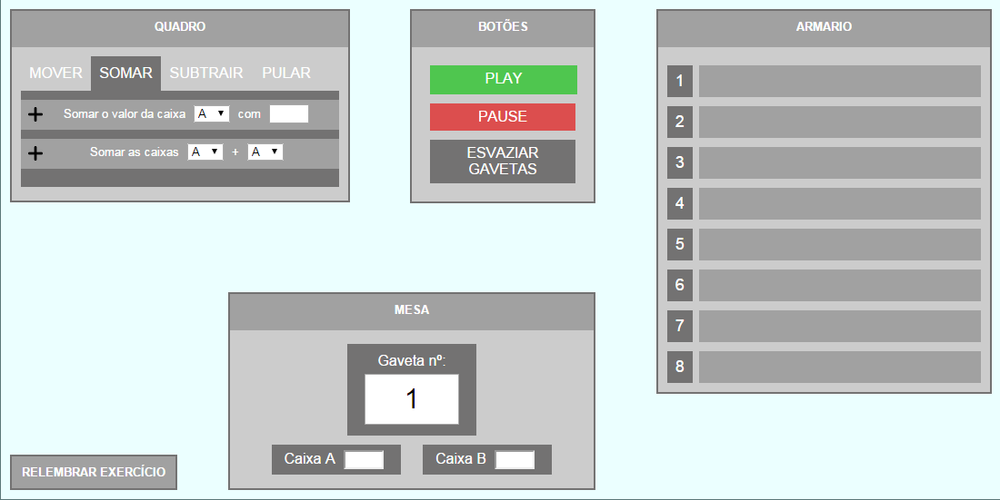 QUADRO
MOVER SOMAR SUBTRAIR PULAR
+ Somar o valor da caixa A com
+ Somar as caixas A + A
BOTÕES
PLAY
PAUSE
ESVAZIAR
GAVETAS
ARMARIO
1
2
3
4
5
6
7
8
MESA
Gaveta nº:
1
Caixa A
Caixa B
RELEMBRAR EXERCÍCIO